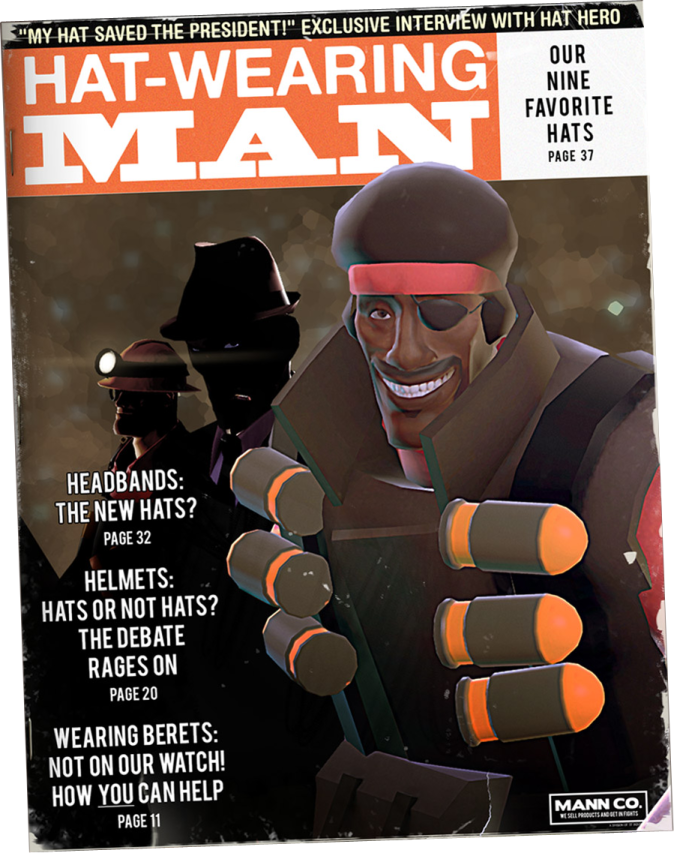 "MY HAT SAVED THE PRESIDENT!" EXCLUSIVE INTERVIEW WITH HAT HERO
HAT-WEARING
MAN
OUR
NINE
FAVORITE
HATS
PAGE 37
HEADBANDS:
THE NEW HATS?
PAGE 32
HELMETS:
HATS OR NOT HATS?
THE DEBATE
RAGES ON
PAGE 20
WEARING BERETS:
NOT ON OUR WATCH!
HOW YOU CAN HELP
PAGE 11
MANN CO.
WE SELL PRODUCTS AND GET IN FIGHTS